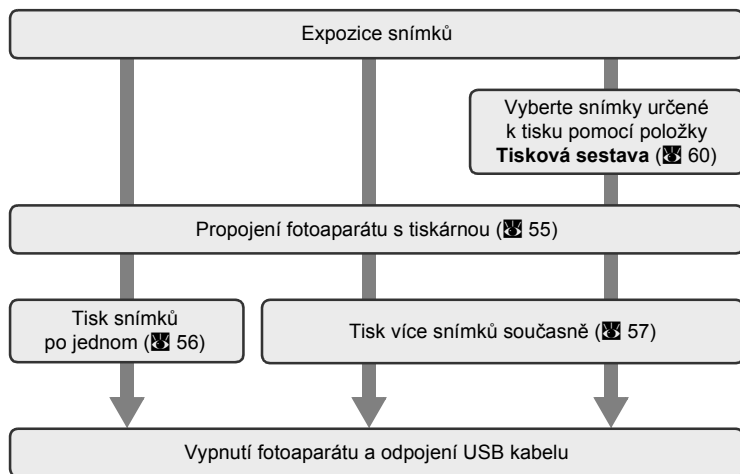 Expozice snímků
Vyberte snímky určené
k tisku pomocí položky
Tisková sestava ( 60)
Propojení fotoaparátu s tiskárnou ( 55)
Tisk snímků
po jednom ( 56)
Tisk více snímků současně ( 57)
Vypnutí fotoaparátu a odpojení USB kabelu